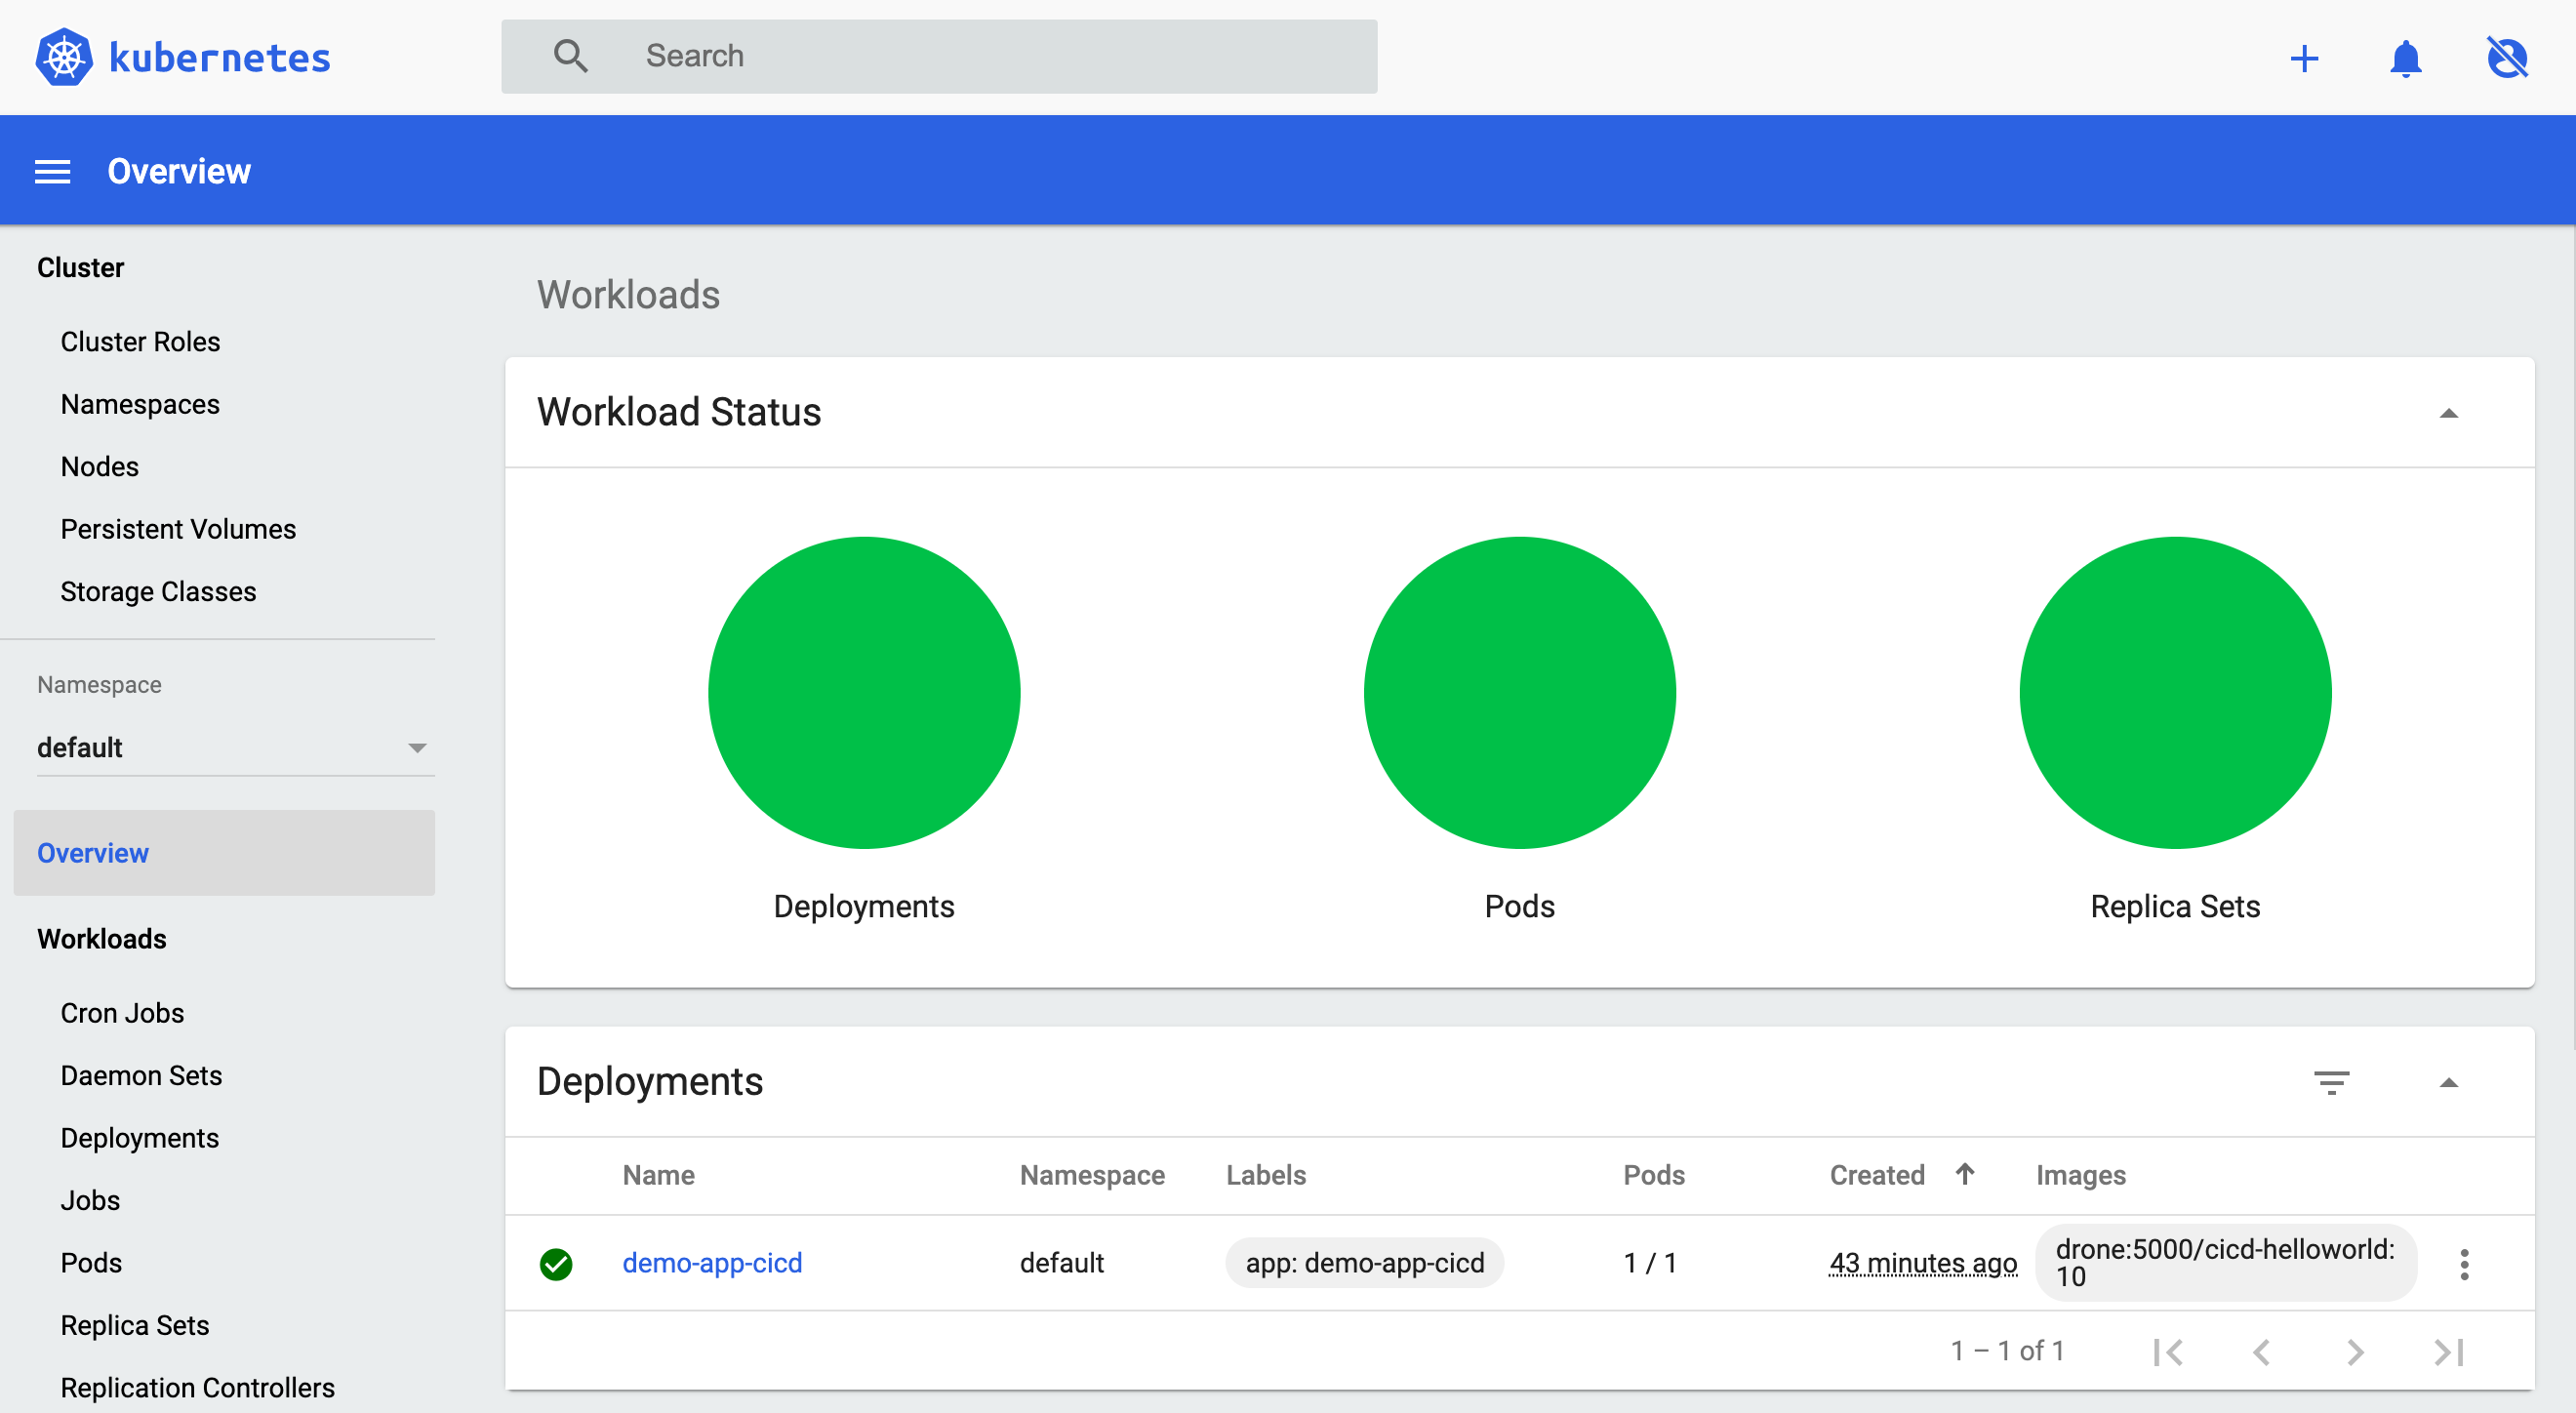 kubernetes
Search
Overview
Cluster
Cluster Roles
Namespaces
Nodes
Persistent Volumes
Storage Classes
Namespace
default
Overview
Workloads
Cron Jobs
Daemon Sets
Deployments
Jobs
Pods
Replica Sets
Replication Controllers
Workloads
Workload Status
Deployments Pods Replica Sets
Deployments
Name Namespace Labels Pods Created Images
demo-app-cicd default app: demo-app-cicd 1 / 1 43 minutes ago drone:5000/cicd-helloworld:
10
1 – 1 of 1